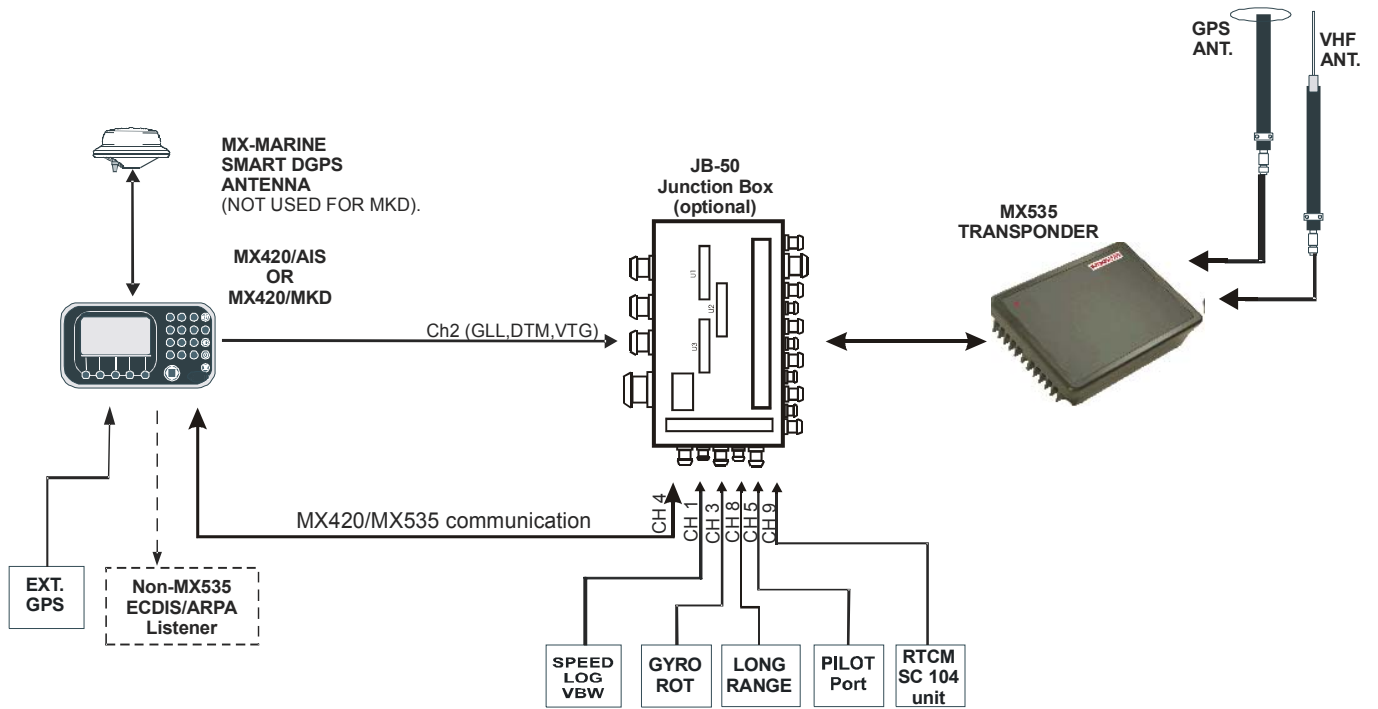 GPS
ANT.
VHF
ANT.
MX-MARINE
SMART DGPS
ANTENNA
(NOT USED FOR MKD).
JB-50
Junction Box
(optional)
MX535
TRANSPONDER
MX420/AIS
OR
MX420/MKD
U1
U2
U3
Ch2 (GLL,DTM,VTG)
MX420/MX535 communication
CH 4
CH 1
CH 3
CH 8
CH 5
CH 9
EXT.
GPS
Non-MX535
ECDIS/ARPA
Listener
SPEED
LOG
VBW
GYRO
ROT
LONG
RANGE
PILOT
Port
RTCM
SC 104
unit